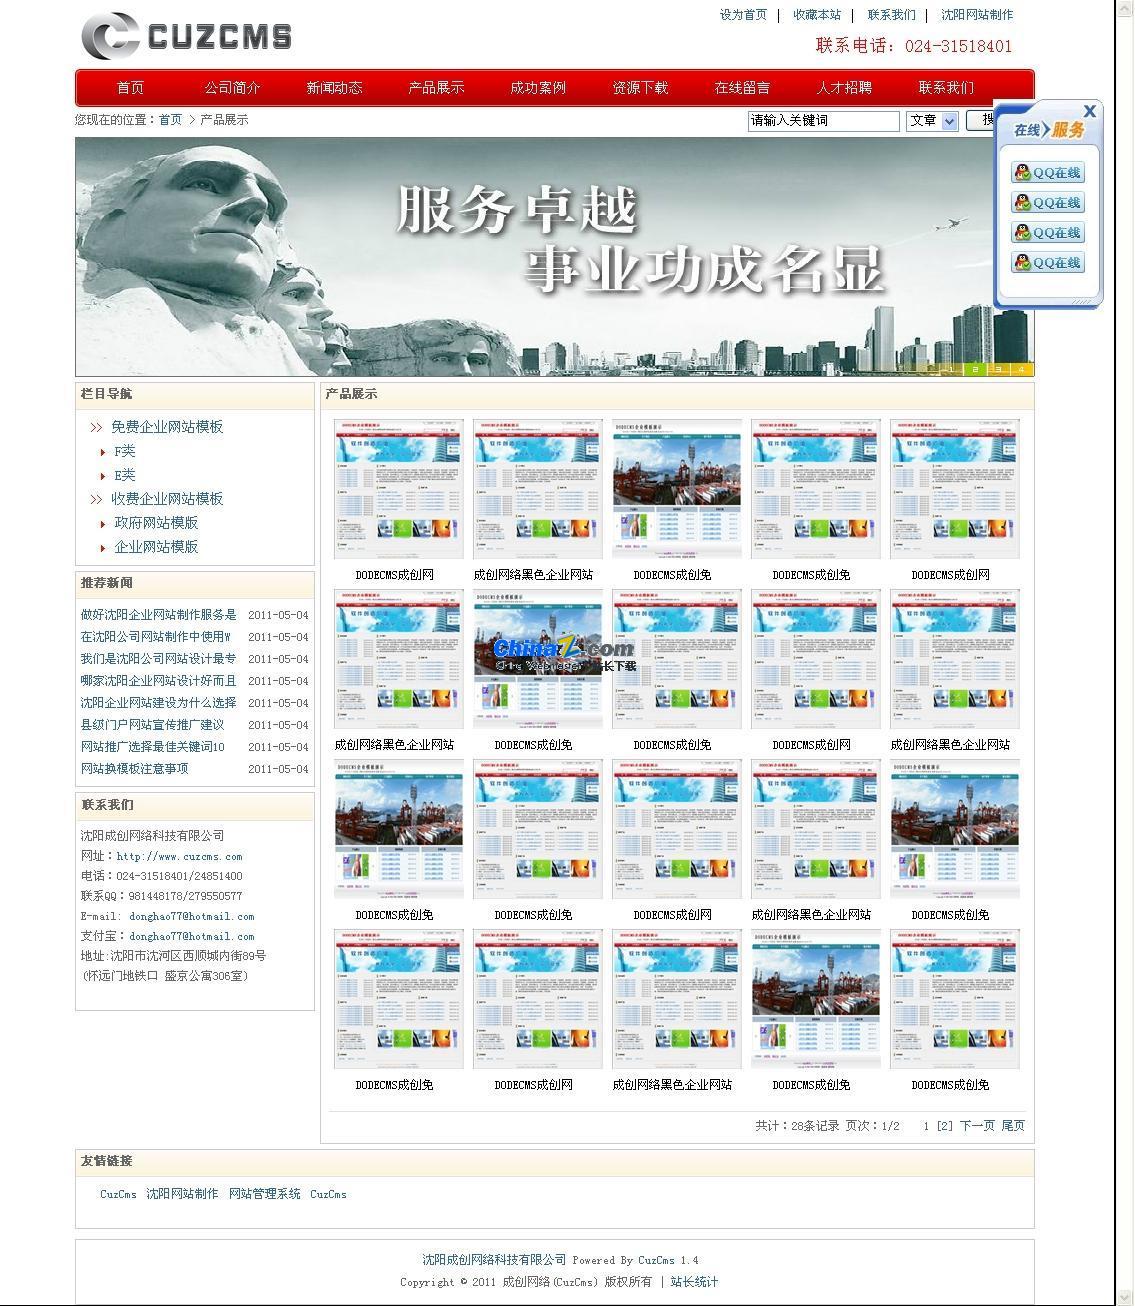 CUZCMS
设为首页 | 收藏本站 | 联系我们 | 沈阳网站制作
联系电话：024-31518401
首页 公司简介 新闻动态 产品展示 成功案例 资源下载 在线留言 人才招聘 联系我们
您现在的位置：首页 > 产品展示
请输入关键词 文章
在线服务
QQ在线
QQ在线
QQ在线
QQ在线
服务卓越
事业功成名显
1 2 3 4
栏目导航
免费企业网站模板
F类
E类
收费企业网站模板
政府网站模版
企业网站模版
推荐新闻
做好沈阳企业网站制作服务是 2011-05-04
在沈阳公司网站制作中使用W 2011-05-04
我们是沈阳公司网站设计最专 2011-05-04
哪家沈阳企业网站设计好而且 2011-05-04
沈阳企业网站建设为什么选择 2011-05-04
县级门户网站宣传推广建议 2011-05-04
网站推广选择最佳关键词10 2011-05-04
网站换模板注意事项 2011-05-04
联系我们
沈阳成创网络科技有限公司
网址：http://www.cuzcms.com
电话：024-31518401/24851400
联系QQ：981448178/279550577
E-mail: donghao77@hotmail.com
支付宝：donghao77@hotmail.com
地址:沈阳市沈河区西顺城内街89号
(怀远门地铁口 盛京公寓306室)
产品展示
DODECMS成创网 成创网络黑色企业网站 DODECMS成创免 DODECMS成创免 DODECMS成创网
ChinaZ.com
China Webmaster 站长下载
成创网络黑色企业网站 DODECMS成创免 DODECMS成创免 DODECMS成创网 成创网络黑色企业网站
DODECMS成创免 DODECMS成创免 DODECMS成创网 成创网络黑色企业网站 DODECMS成创免
DODECMS成创免 DODECMS成创网 成创网络黑色企业网站 DODECMS成创免 DODECMS成创免
共计：28条记录 页次：1/2 1 [2] 下一页 尾页
友情链接
CuzCms 沈阳网站制作 网站管理系统 CuzCms
沈阳成创网络科技有限公司 Powered By CuzCms 1.4
Copyright © 2011 成创网络(CuzCms) 版权所有 | 站长统计